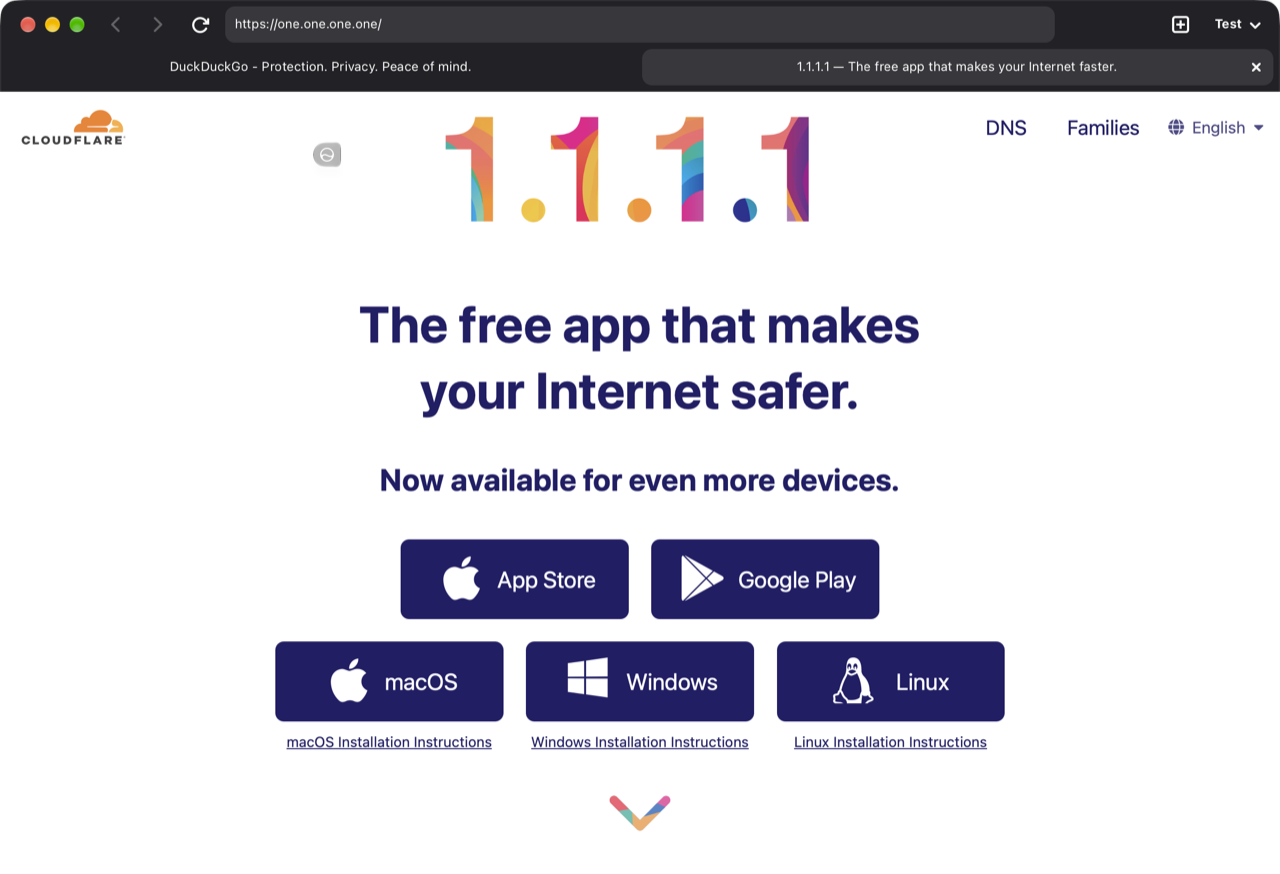 https://one.one.one.one/
Test
DuckDuckGo - Protection. Privacy. Peace of mind.
1.1.1.1 — The free app that makes your Internet faster.
CLOUDFLARE
1.1.1.1
DNS
Families
English
The free app that makes
your Internet safer.
Now available for even more devices.
App Store
Google Play
macOS
Windows
Linux
macOS Installation Instructions
Windows Installation Instructions
Linux Installation Instructions